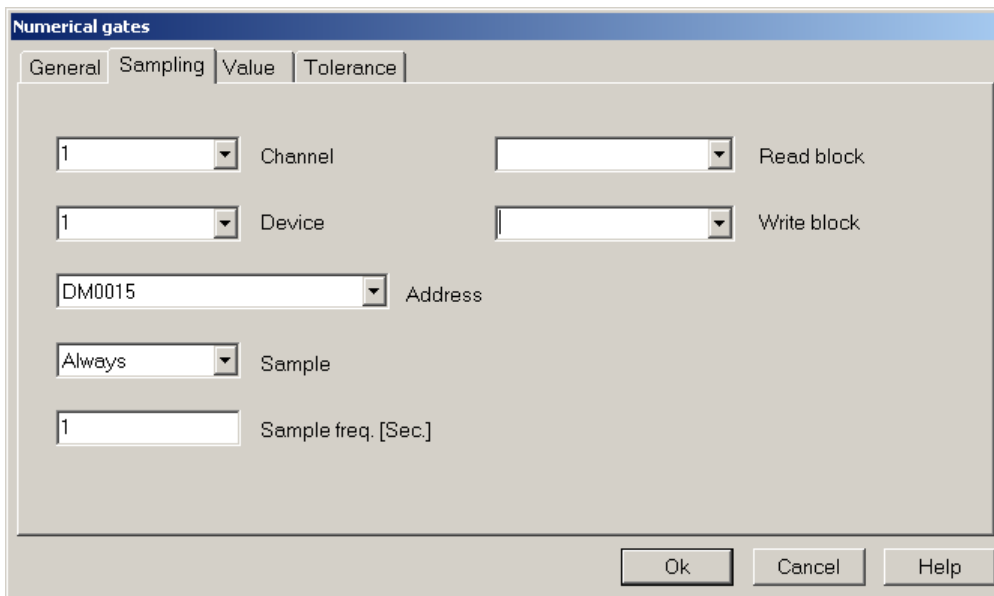 Numerical gates
General Sampling Value Tolerance
1 Channel Read block
1 Device Write block
DM0015 Address
Always Sample
1 Sample freq. [Sec.]
Ok Cancel Help